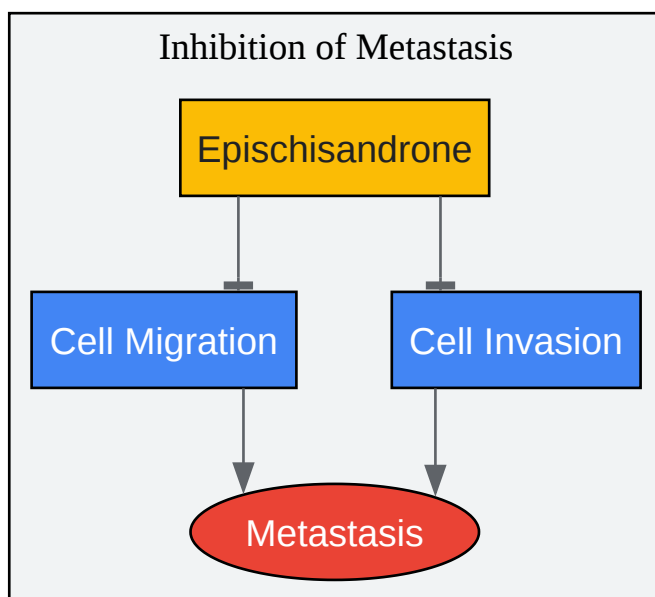 Inhibition of Metastasis
Epischisandrone
Cell Migration
Cell Invasion
Metastasis